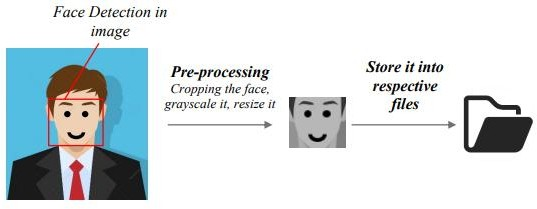 Face Detection in
image
Pre-processing
Cropping the face,
grayscale it, resize it
Store it into
respective
files